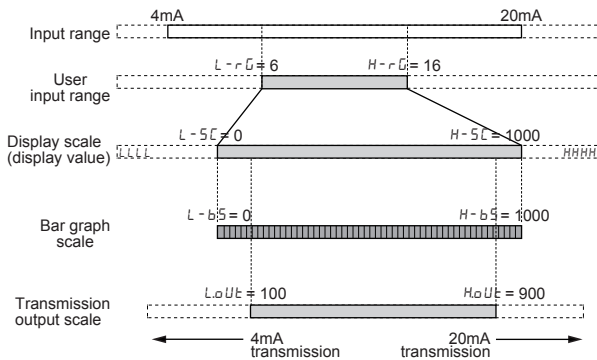 4mA 20mA
Input range
L-rG = 6 H-rG = 16
User
input range
L-SC = 0 H-SC = 1000
Display scale
(display value)
LLLL HHHH
L-bS = 0 H-bS = 1000
Bar graph
scale
L.oUt = 100 H.oUt = 900
Transmission
output scale
4mA 20mA
transmission transmission